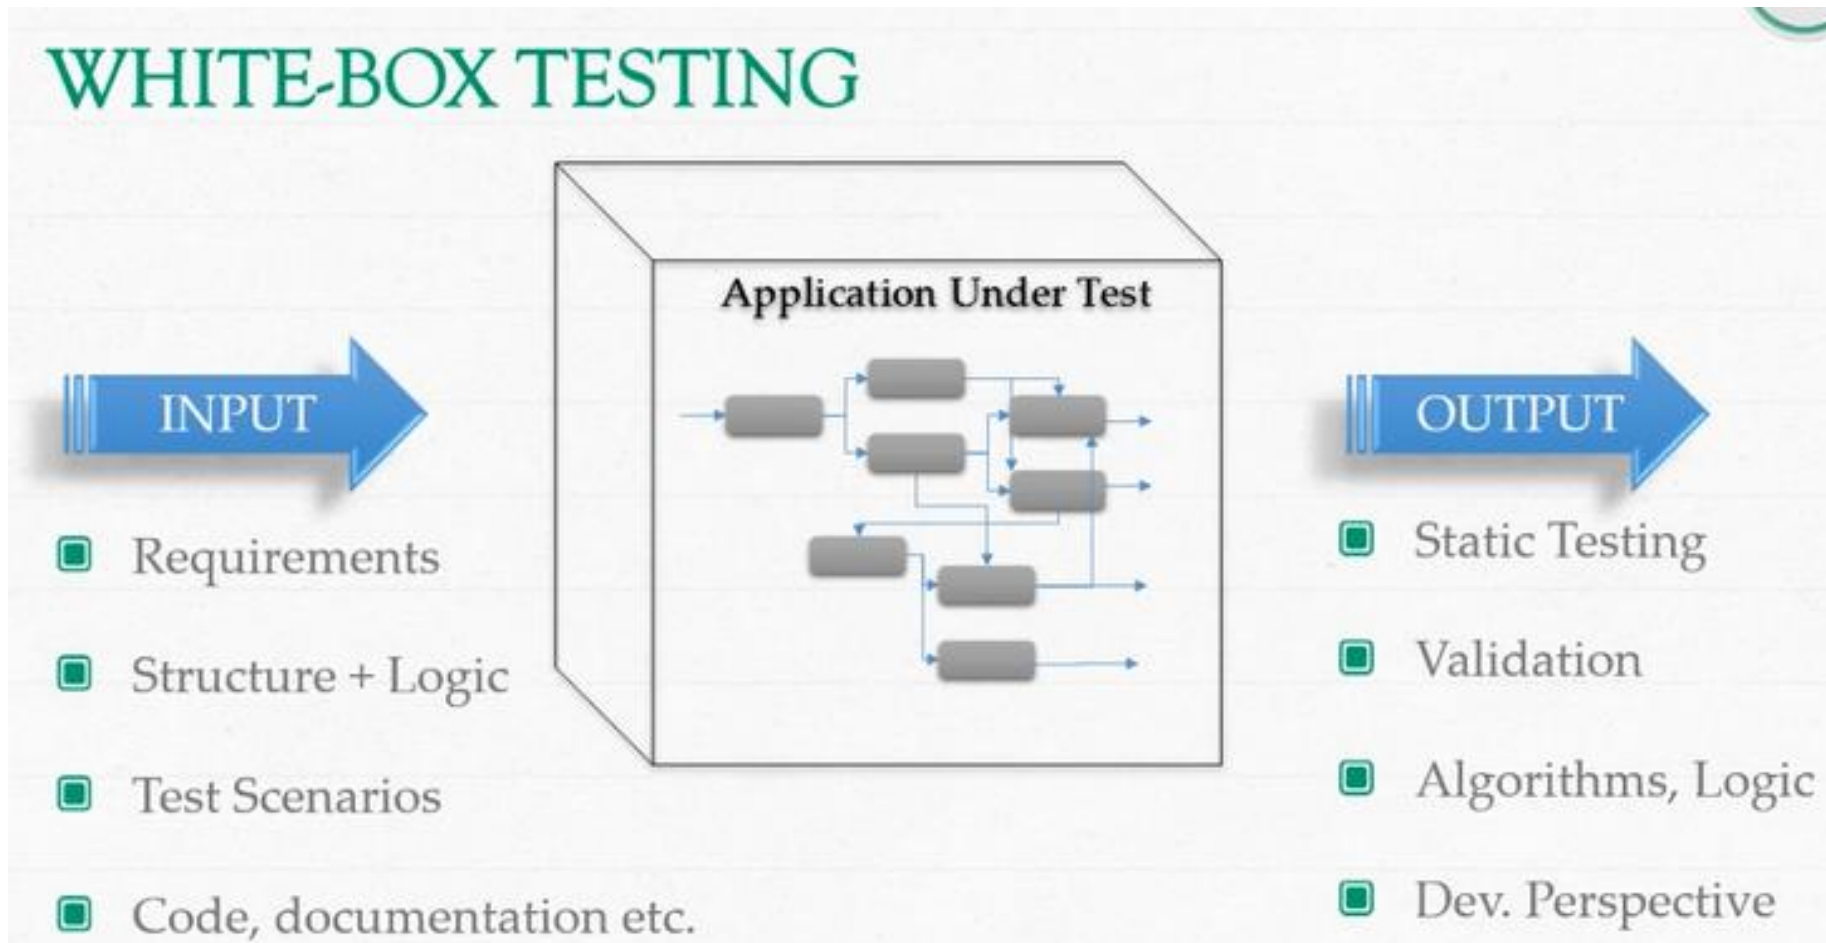 WHITE-BOX TESTING
Application Under Test
INPUT
Requirements
Structure + Logic
Test Scenarios
Code, documentation etc.
OUTPUT
Static Testing
Validation
Algorithms, Logic
Dev. Perspective